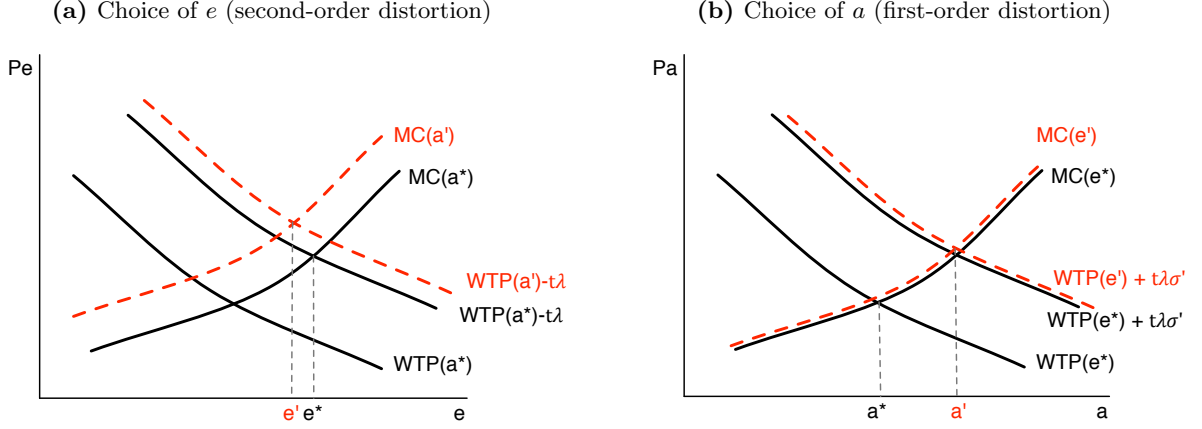 (a) Choice of e (second-order distortion)
Pe
MC(a')
MC(a*)
WTP(a')-tλ
WTP(a*)-tλ
WTP(a*)
e' e* e
(b) Choice of a (first-order distortion)
Pa
MC(e')
MC(e*)
WTP(e') + tλσ'
WTP(e*) + tλσ'
WTP(e*)
a* a' a